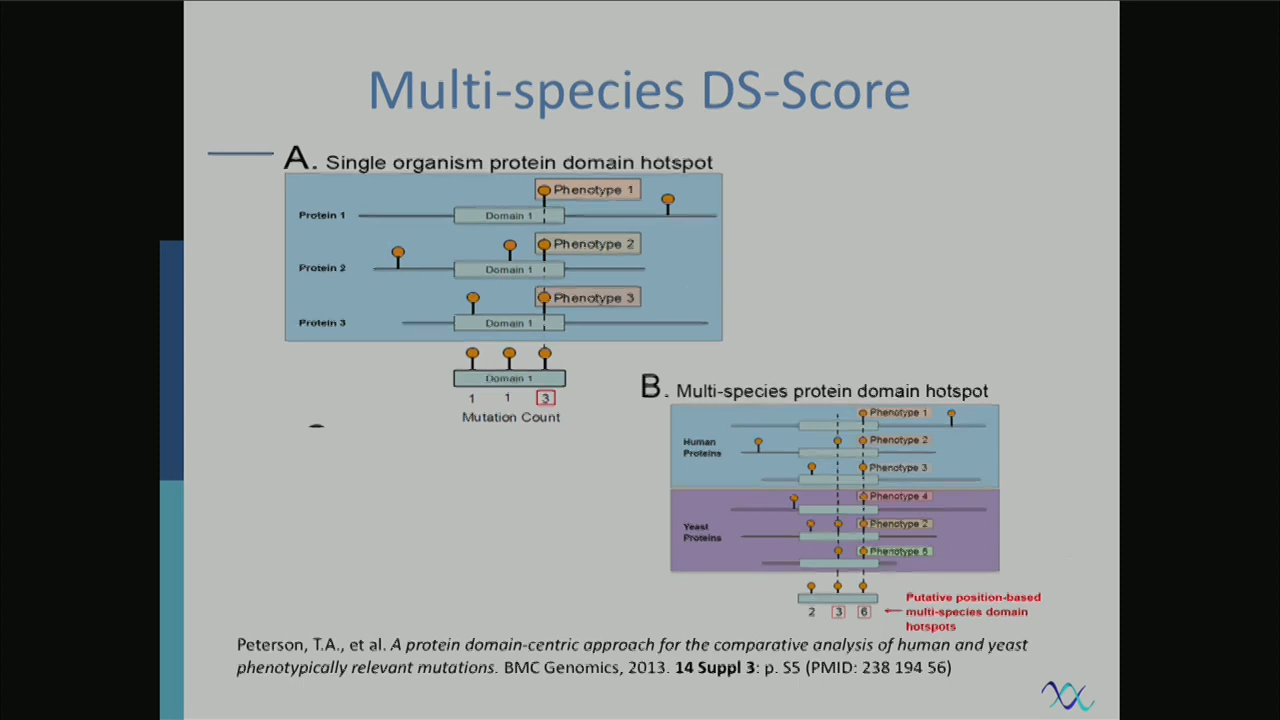 Multi-species DS-Score
A. Single organism protein domain hotspot
Phenotype 1
Protein 1
Domain 1
Phenotype 2
Protein 2
Domain 1
Phenotype 3
Protein 3
Domain 1
Domain 1
1 1 3
Mutation Count
B. Multi-species protein domain hotspot
Phenotype 1
Human
Proteins
Phenotype 2
Phenotype 3
Phenotype 4
Yeast
Proteins
Phenotype 2
Phenotype 5
2 3 6
Putative position-based
multi-species domain
hotspots
Peterson, T.A., et al. A protein domain-centric approach for the comparative analysis of human and yeast
phenotypically relevant mutations. BMC Genomics, 2013. 14 Suppl 3: p. S5 (PMID: 238 194 56)